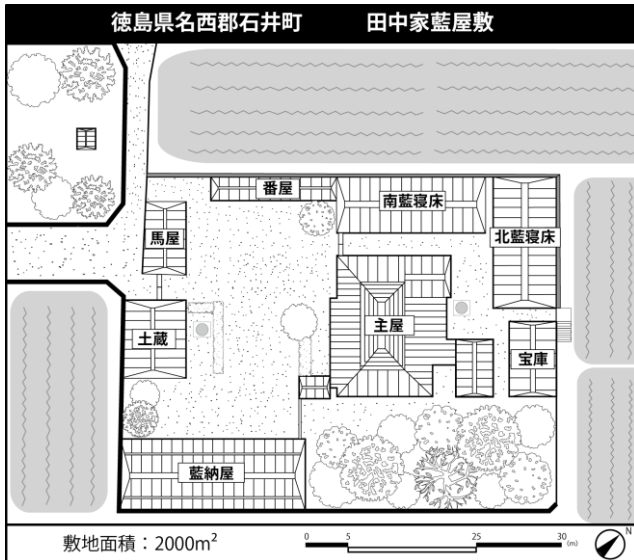 徳島県名西郡石井町 田中家藍屋敷
番屋
南藍寝床
北藍寝床
馬屋
主屋
土蔵
宝庫
藍納屋
敷地面積：2000m²
0 5 25 30 (m)
N